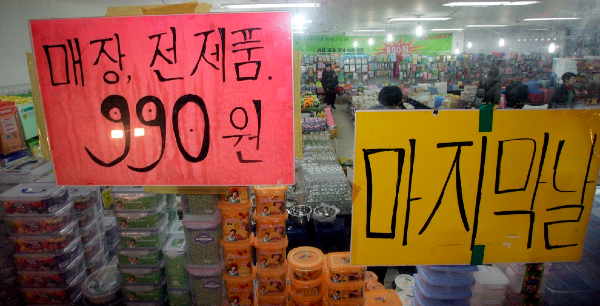 매장, 전 제품.
990원
마지막날